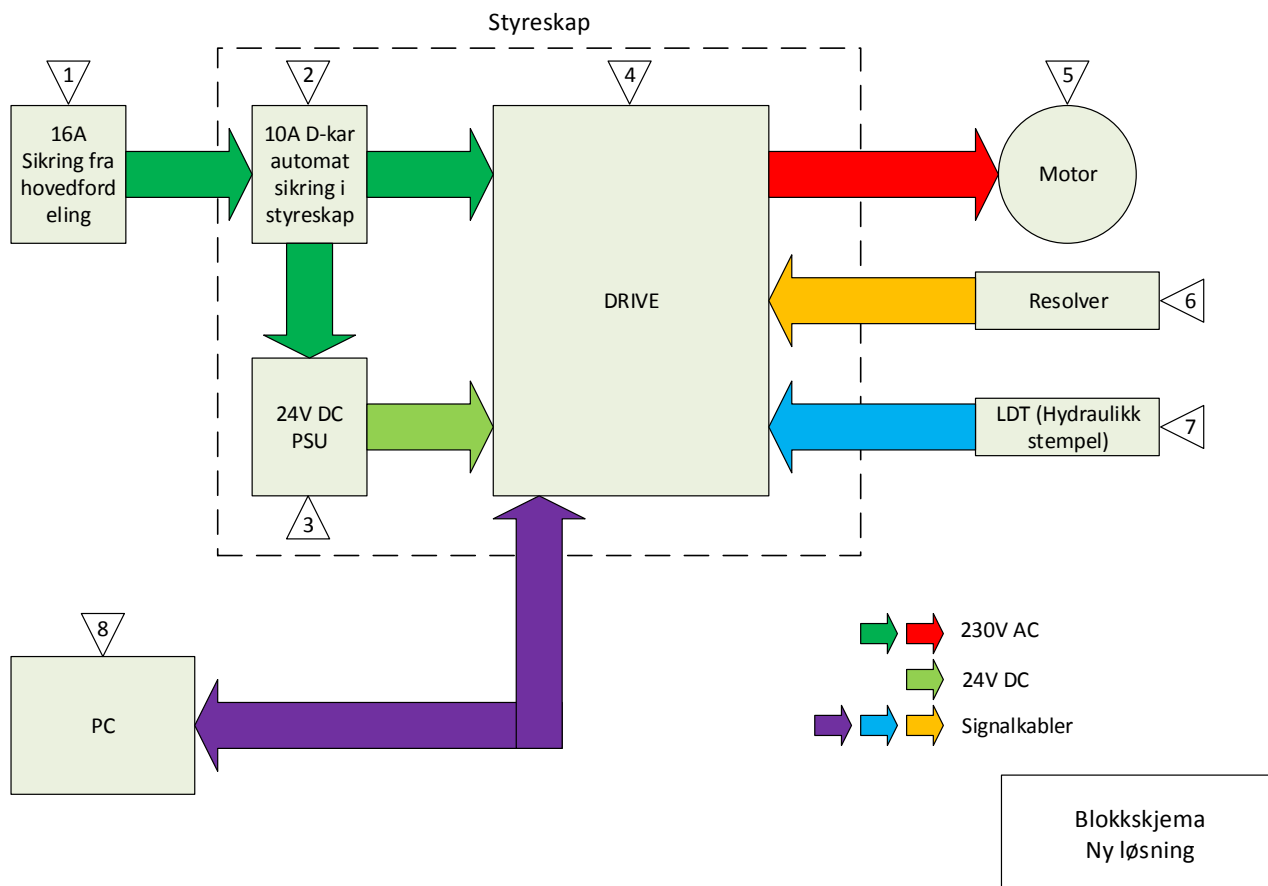 Styreskap
1
2
4
5
16A
Sikring fra
hovedford
eling
10A D-kar
automat
sikring i
styreskap
DRIVE
Motor
Resolver
6
24V DC
PSU
LDT (Hydraulikk
stempel)
7
3
8
PC
230V AC
24V DC
Signalkabler
Blokkskjema
Ny løsning